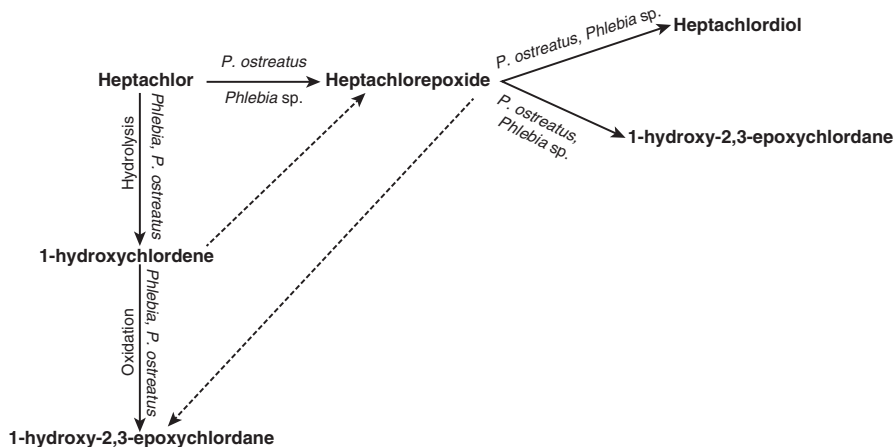 Heptachlordiol
P. ostreatus, Phlebia sp.
P. ostreatus
Heptachlor
Heptachlorepoxide
Phlebia sp.
P. ostreatus,
Phlebia sp.
1-hydroxy-2,3-epoxychlordane
Hydrolysis
Phlebia, P. ostreatus
1-hydroxychlordene
Oxidation
Phlebia, P. ostreatus
1-hydroxy-2,3-epoxychlordane